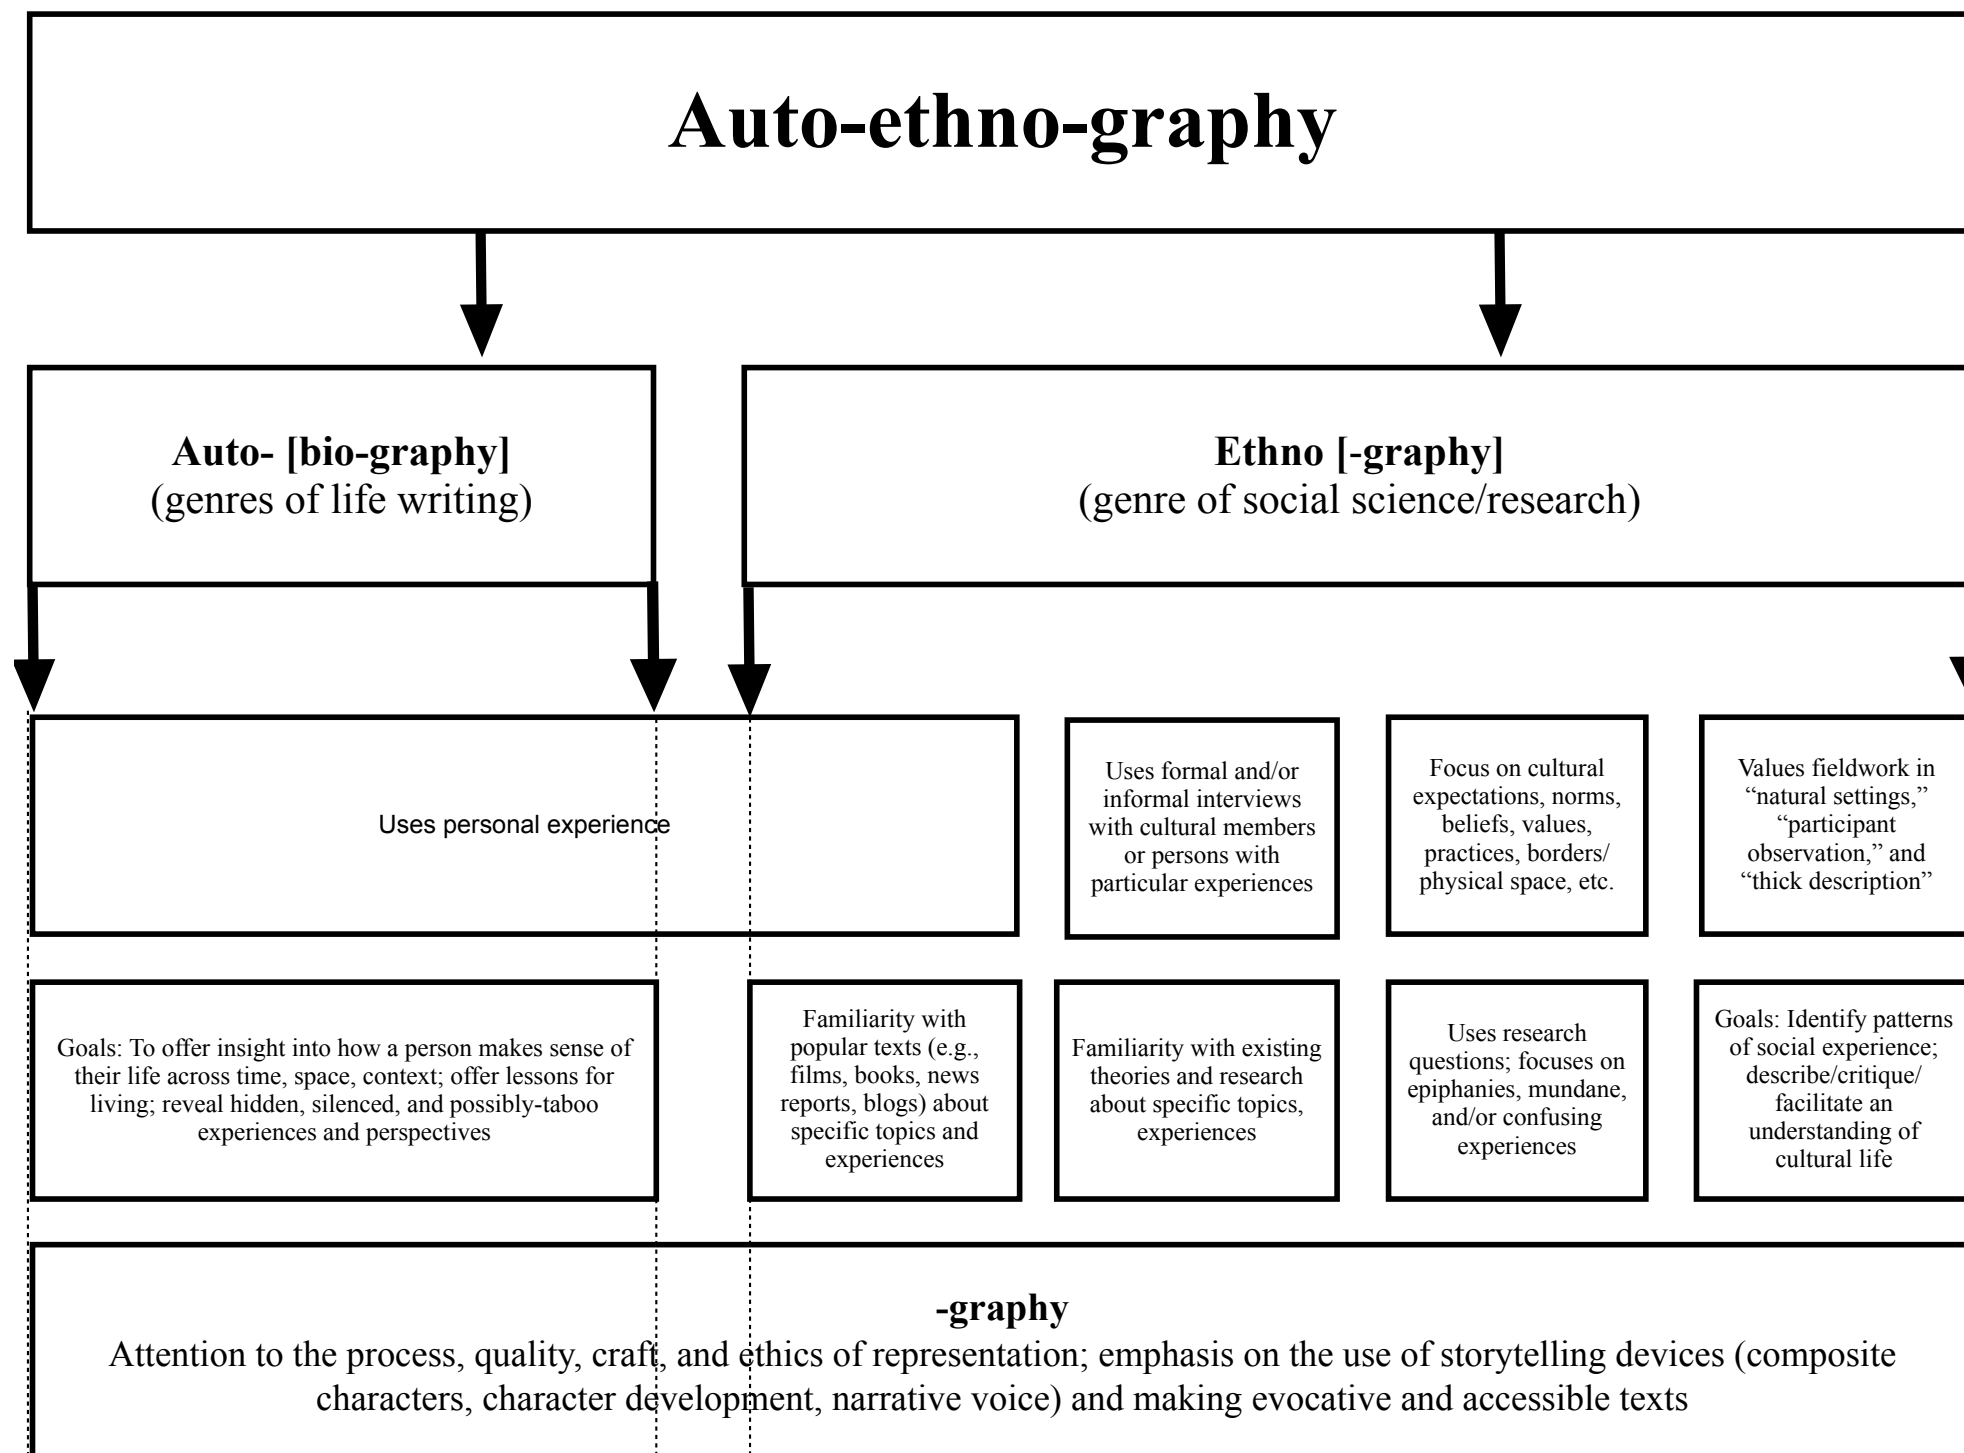 Auto-ethno-graphy
Auto- [bio-graphy]
(genres of life writing)
Ethno [-graphy]
(genre of social science/research)
Uses personal experience
Uses formal and/or
informal interviews
with cultural members
or persons with
particular experiences
Focus on cultural
expectations, norms,
beliefs, values,
practices, borders/
physical space, etc.
Values fieldwork in
“natural settings,”
“participant
observation,” and
“thick description”
Goals: To offer insight into how a person makes sense of
their life across time, space, context; offer lessons for
living; reveal hidden, silenced, and possibly-taboo
experiences and perspectives
Familiarity with
popular texts (e.g.,
films, books, news
reports, blogs) about
specific topics and
experiences
Familiarity with existing
theories and research
about specific topics,
experiences
Uses research
questions; focuses on
epiphanies, mundane,
and/or confusing
experiences
Goals: Identify patterns
of social experience;
describe/critique/
facilitate an
understanding of
cultural life
-graphy
Attention to the process, quality, craft, and ethics of representation; emphasis on the use of storytelling devices (composite
characters, character development, narrative voice) and making evocative and accessible texts